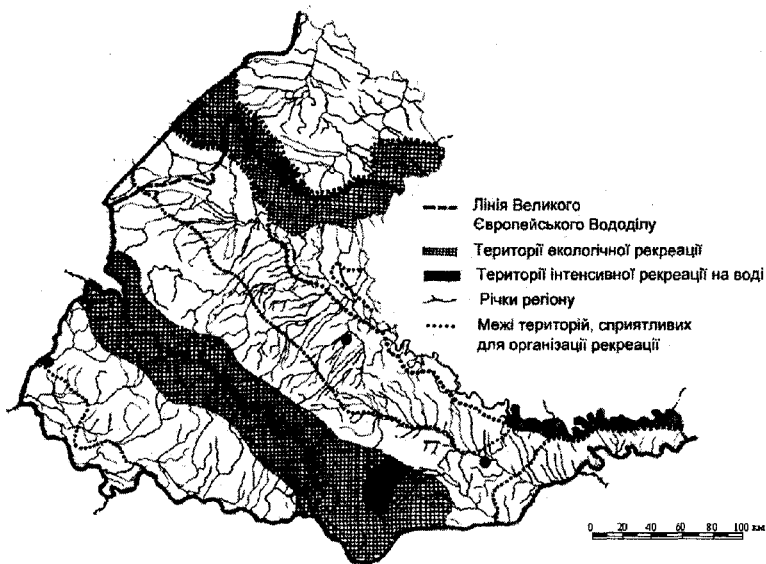 Лінія Великого
Європейського Вододілу
Території екологічної рекреації
Території інтенсивної рекреації на воді
Річки регіону
Межі територій, сприятливих
для організації рекреації
0 20 40 60 80 100 км